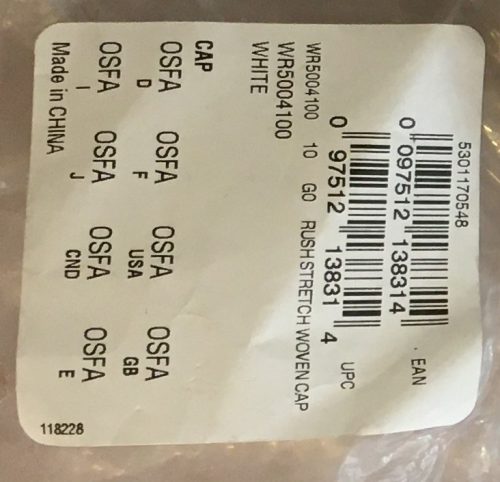 5301170548
0 097512 138314
EAN
0 97512 13831 4
UPC
WR5004100 10 GO RUSH STRETCH WOVEN CAP
WR5004100
WHITE
CAP
OSFA OSFA OSFA OSFA
D F USA GB
OSFA OSFA OSFA OSFA
I J CND E
Made in CHINA
118228